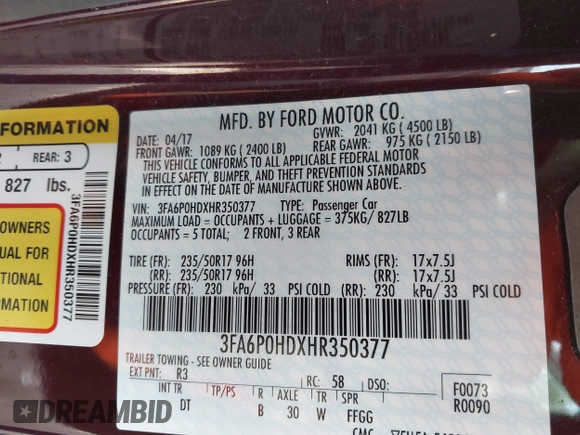 FORMATION
REAR: 3
827 lbs.
OWNERS
UAL FOR
TIONAL
MATION
3FA6P0HDXHR350377
MFD. BY FORD MOTOR CO.
DATE: 04/17 GVWR: 2041 KG ( 4500 LB)
FRONT GAWR: 1089 KG ( 2400 LB) REAR GAWR: 975 KG ( 2150 LB)
THIS VEHICLE CONFORMS TO ALL APPLICABLE FEDERAL MOTOR
VEHICLE SAFETY, BUMPER, AND THEFT PREVENTION STANDARDS
IN EFFECT ON THE DATE OF MANUFACTURE SHOWN ABOVE.
VIN: 3FA6P0HDXHR350377 TYPE: Passenger Car
MAXIMUM LOAD = OCCUPANTS + LUGGAGE = 375KG/ 827LB
OCCUPANTS = 5 TOTAL; 2 FRONT, 3 REAR
TIRE (FR): 235/50R17 96H RIMS (FR): 17x7.5J
(RR): 235/50R17 96H (RR): 17x7.5J
PRESSURE (FR): 230 kPa/ 33 PSI COLD (RR): 230 kPa/ 33 PSI COLD
3FA6P0HDXHR350377
TRAILER TOWING - SEE OWNER GUIDE
EXT PNT: R3 RC: 58 DSO: F0073
R0090
INT TR TP/PS R AXLE TR SPR
DT B 30 W FFGG
DREAMBID